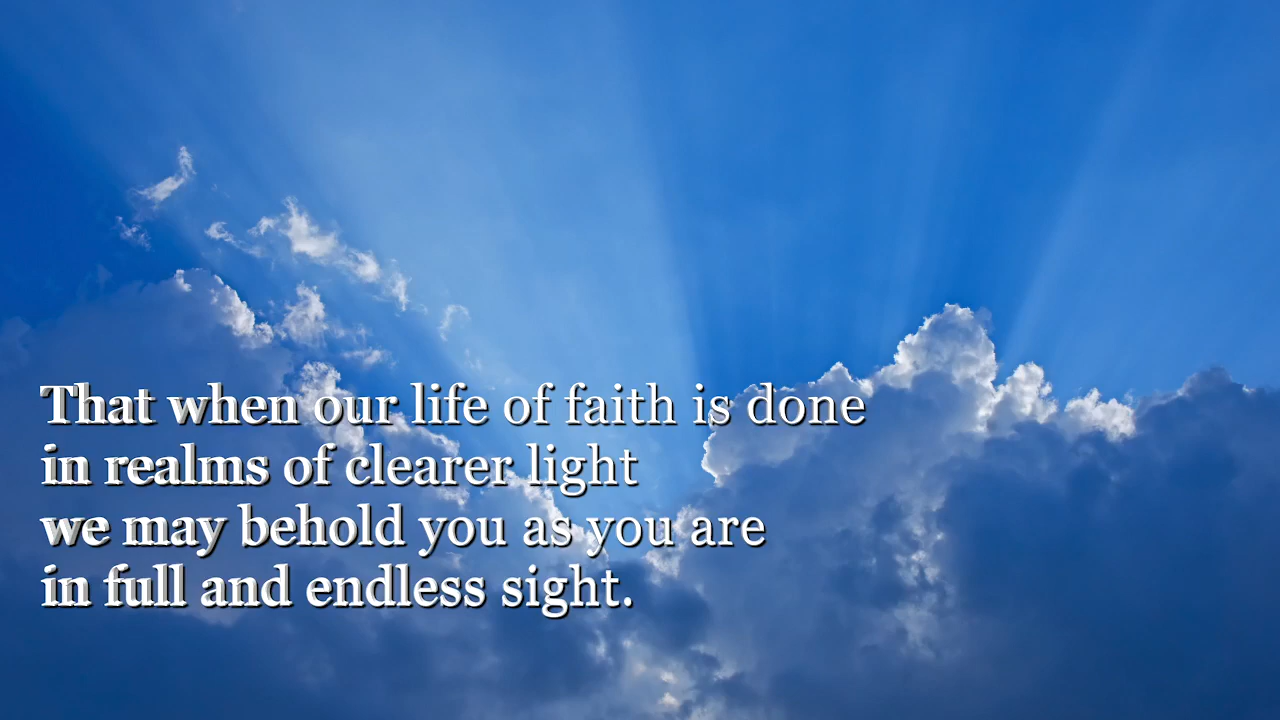 That when our life of faith is done
in realms of clearer light
we may behold you as you are
in full and endless sight.